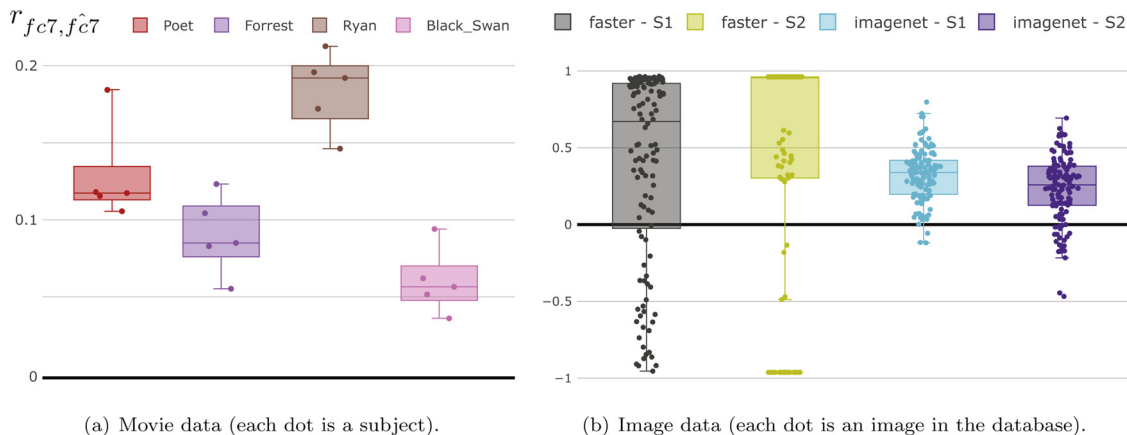 r_{fc7,f\hat{c}7}
Poet Forrest Ryan Black_Swan
0.2
0.1
0
(a) Movie data (each dot is a subject).
faster - S1 faster - S2 imagenet - S1 imagenet - S2
1
0.5
0
−0.5
−1
(b) Image data (each dot is an image in the database).